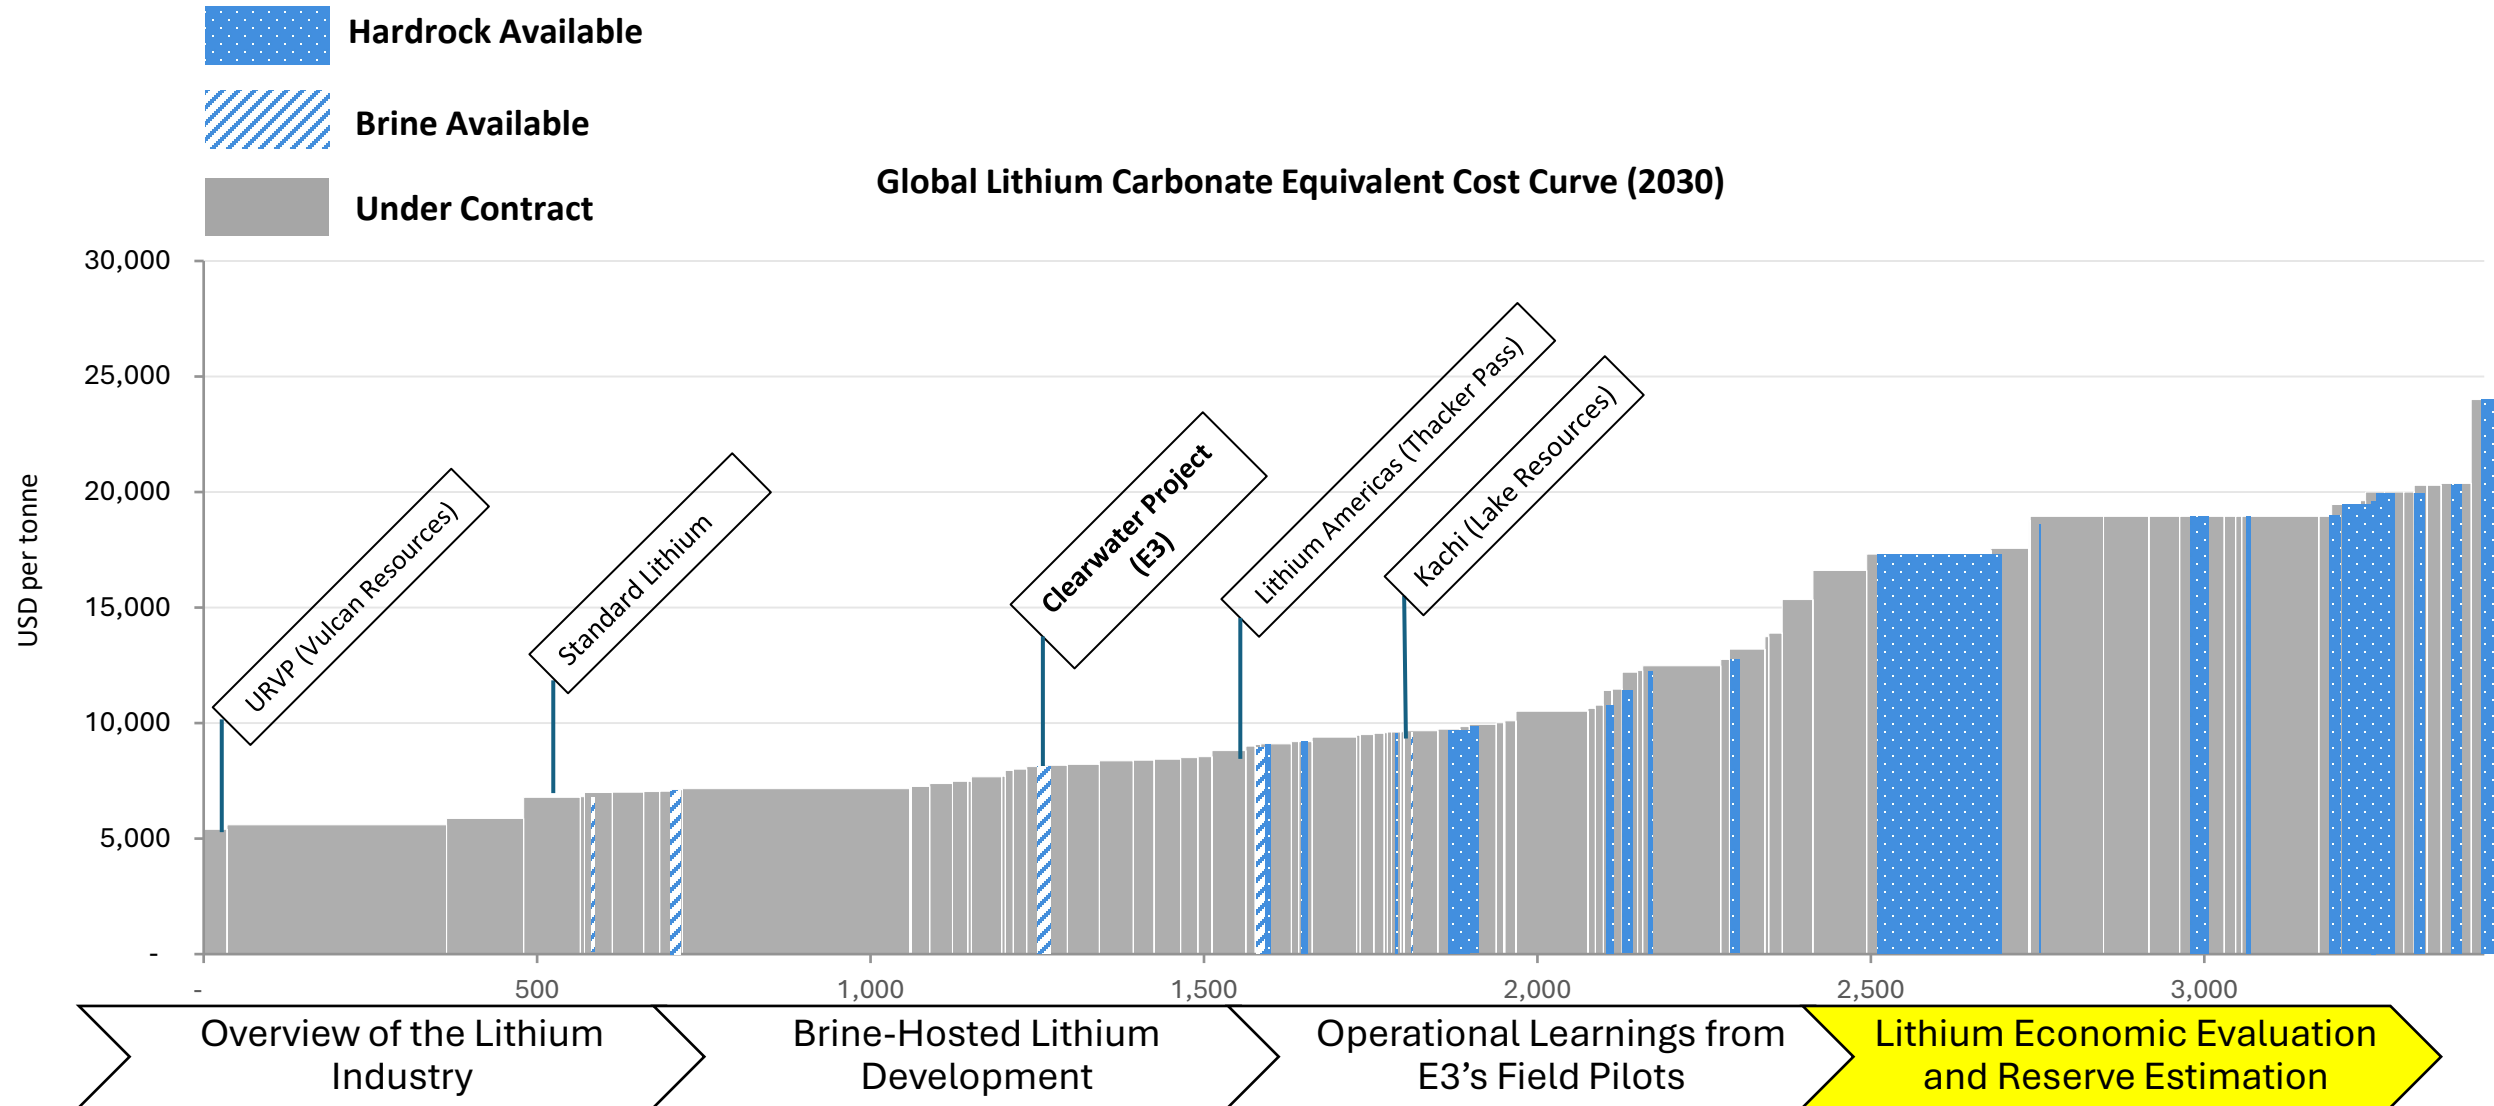 Hardrock Available
Brine Available
Under Contract
Global Lithium Carbonate Equivalent Cost Curve (2030)
30,000
25,000
20,000
15,000
10,000
5,000
-
USD per tonne
URVP (Vulcan Resources)
Standard Lithium
Clearwater Project
(E3)
Lithium Americas (Thacker Pass)
Kachi (Lake Resources)
-
500
1,000
1,500
2,000
2,500
3,000
Overview of the Lithium
Industry
Brine-Hosted Lithium
Development
Operational Learnings from
E3’s Field Pilots
Lithium Economic Evaluation
and Reserve Estimation